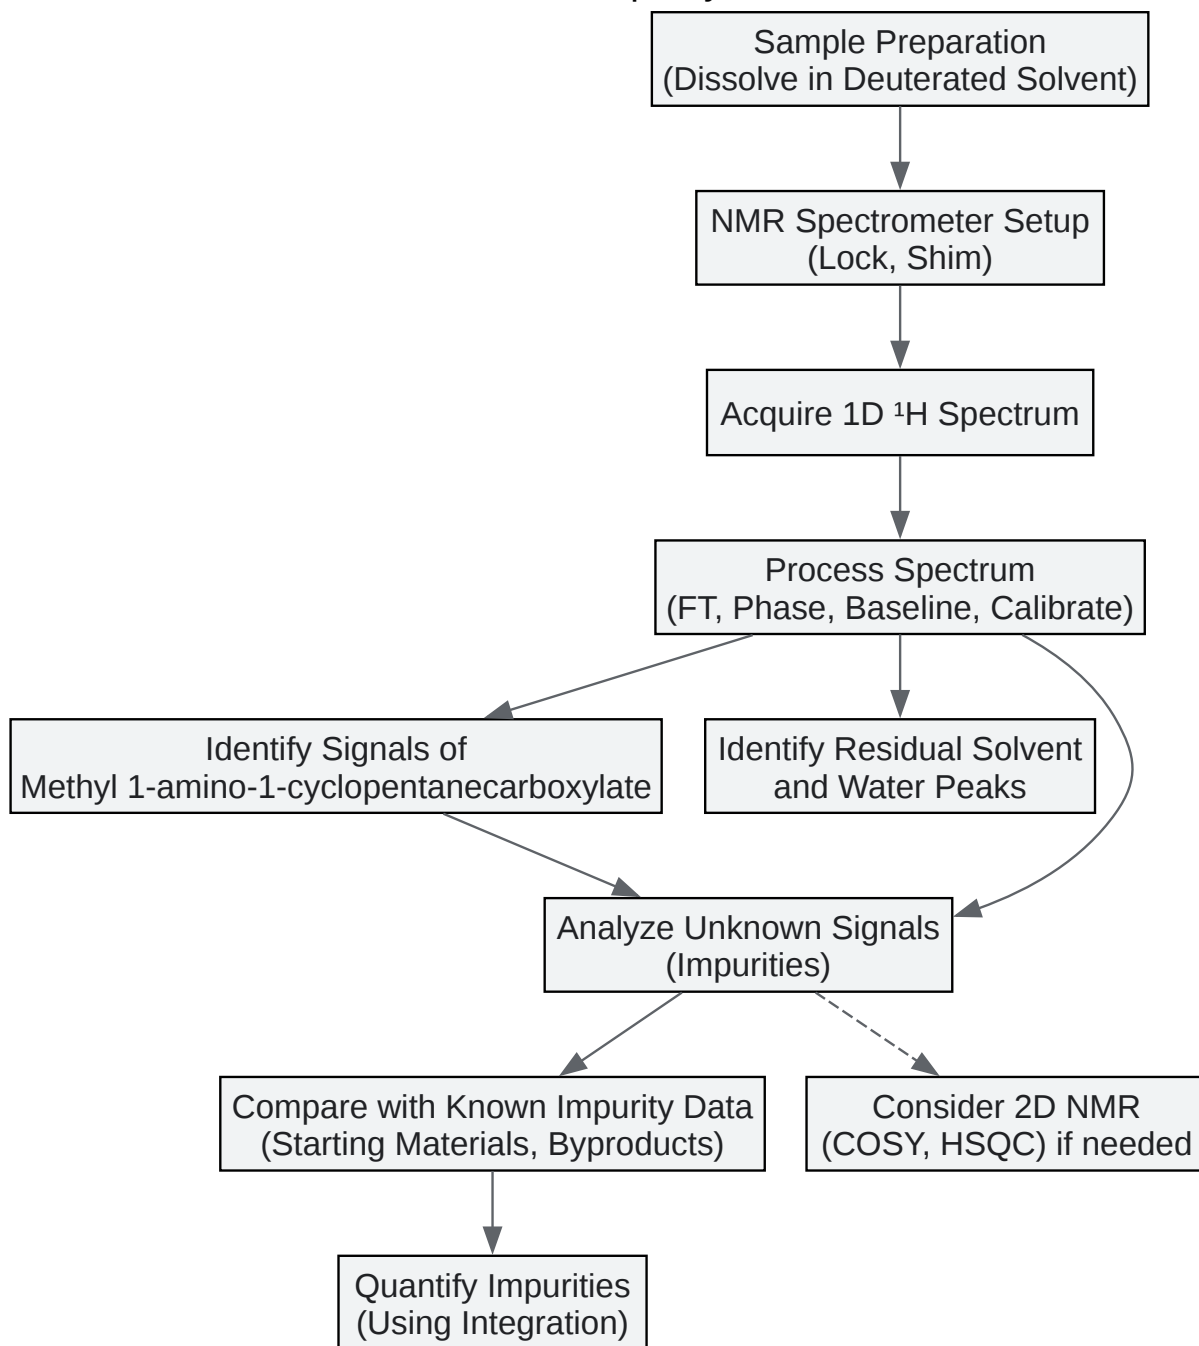 Sample Preparation
(Dissolve in Deuterated Solvent)
NMR Spectrometer Setup
(Lock, Shim)
Acquire 1D ¹H Spectrum
Process Spectrum
(FT, Phase, Baseline, Calibrate)
Identify Signals of
Methyl 1-amino-1-cyclopentanecarboxylate
Identify Residual Solvent
and Water Peaks
Analyze Unknown Signals
(Impurities)
Compare with Known Impurity Data
(Starting Materials, Byproducts)
Consider 2D NMR
(COSY, HSQC) if needed
Quantify Impurities
(Using Integration)